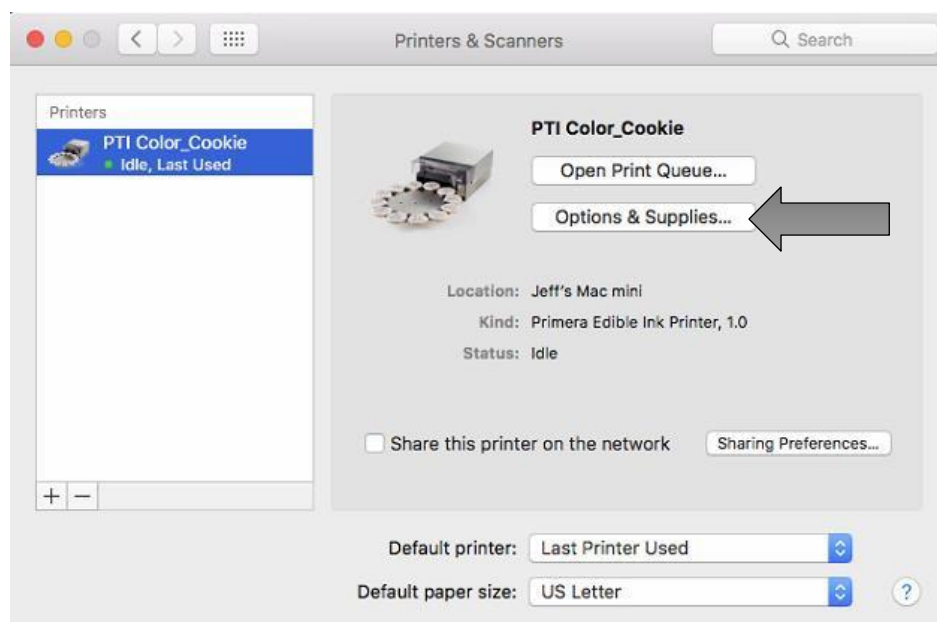 Printers & Scanners
Search
Printers
PTI Color_Cookie
Idle, Last Used
+ −
PTI Color_Cookie
Open Print Queue...
Options & Supplies...
Location: Jeff's Mac mini
Kind: Primera Edible Ink Printer, 1.0
Status: Idle
Share this printer on the network
Sharing Preferences...
Default printer: Last Printer Used
Default paper size: US Letter
?